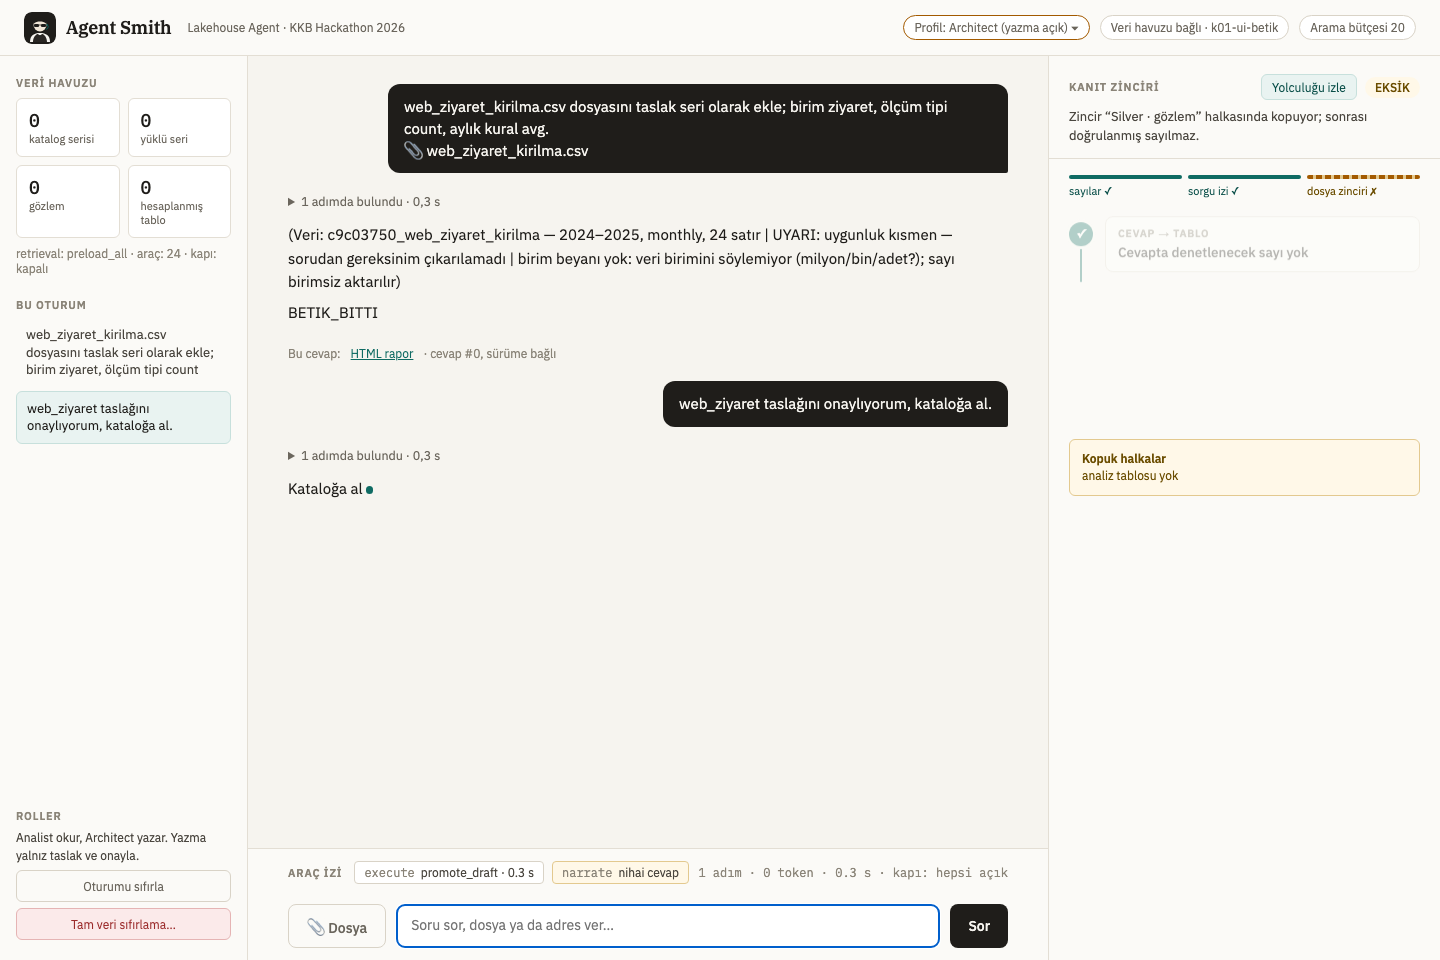 Agent Smith
Lakehouse Agent · KKB Hackathon 2026
Profil: Architect (yazma açık)
Veri havuzu bağlı · k01-ui-betik
Arama bütçesi 20
VERİ HAVUZU
0
katalog serisi
0
yüklü seri
0
gözlem
0
hesaplanmış
tablo
retrieval: preload_all · araç: 24 · kapı:
kapalı
BU OTURUM
web_ziyaret_kirilma.csv
dosyasını taslak seri olarak ekle;
birim ziyaret, ölçüm tipi count
web_ziyaret taslağını
onaylıyorum, kataloğa al.
ROLLER
Analist okur, Architect yazar. Yazma
yalnız taslak ve onayla.
Oturumu sıfırla
Tam veri sıfırlama…
web_ziyaret_kirilma.csv dosyasını taslak seri olarak ekle; birim ziyaret, ölçüm tipi
count, aylık kural avg.
📎 web_ziyaret_kirilma.csv
▶ 1 adımda bulundu · 0,3 s
(Veri: c9c03750_web_ziyaret_kirilma — 2024–2025, monthly, 24 satır | UYARI: uygunluk kısmen —
sorudan gereksinim çıkarılamadı | birim beyanı yok: veri birimini söylemiyor (milyon/bin/adet?); sayı
birimsiz aktarılır)
BETIK_BITTI
Bu cevap: HTML rapor · cevap #0, sürüme bağlı
web_ziyaret taslağını onaylıyorum, kataloğa al.
▶ 1 adımda bulundu · 0,3 s
Kataloğa al
ARAÇ İZİ
execute promote_draft · 0.3 s
narrate nihai cevap
1 adım · 0 token · 0.3 s · kapı: hepsi açık
📎 Dosya
Soru sor, dosya ya da adres ver…
Sor
KANIT ZİNCİRİ
Yolculuğu izle
EKSİK
Zincir “Silver · gözlem” halkasında kopuyor; sonrası
doğrulanmış sayılmaz.
sayılar ✓
sorgu izi ✓
dosya zinciri ✗
CEVAP → TABLO
Cevapta denetlenecek sayı yok
Kopuk halkalar
analiz tablosu yok